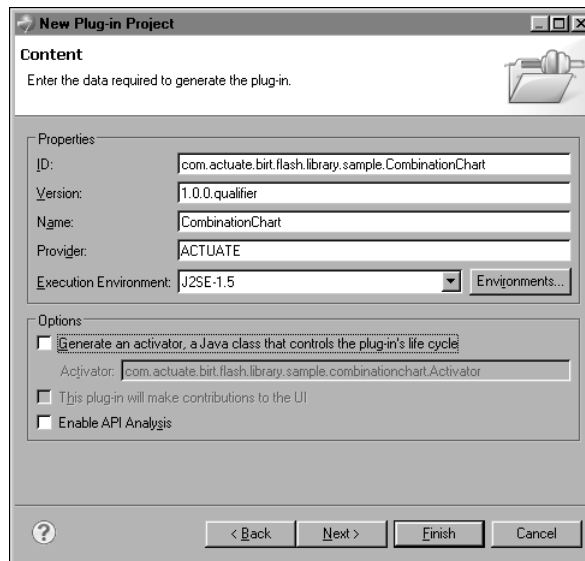 New Plug-in Project
Content
Enter the data required to generate the plug-in.
Properties
ID: com.actuate.birt.flash.library.sample.CombinationChart
Version: 1.0.0.qualifier
Name: CombinationChart
Provider: ACTUATE
Execution Environment: J2SE-1.5 Environments...
Options
Generate an activator, a Java class that controls the plug-in's life cycle
Activator: com.actuate.birt.flash.library.sample.combinationchart.Activator
This plug-in will make contributions to the UI
Enable API Analysis
? < Back Next > Finish Cancel